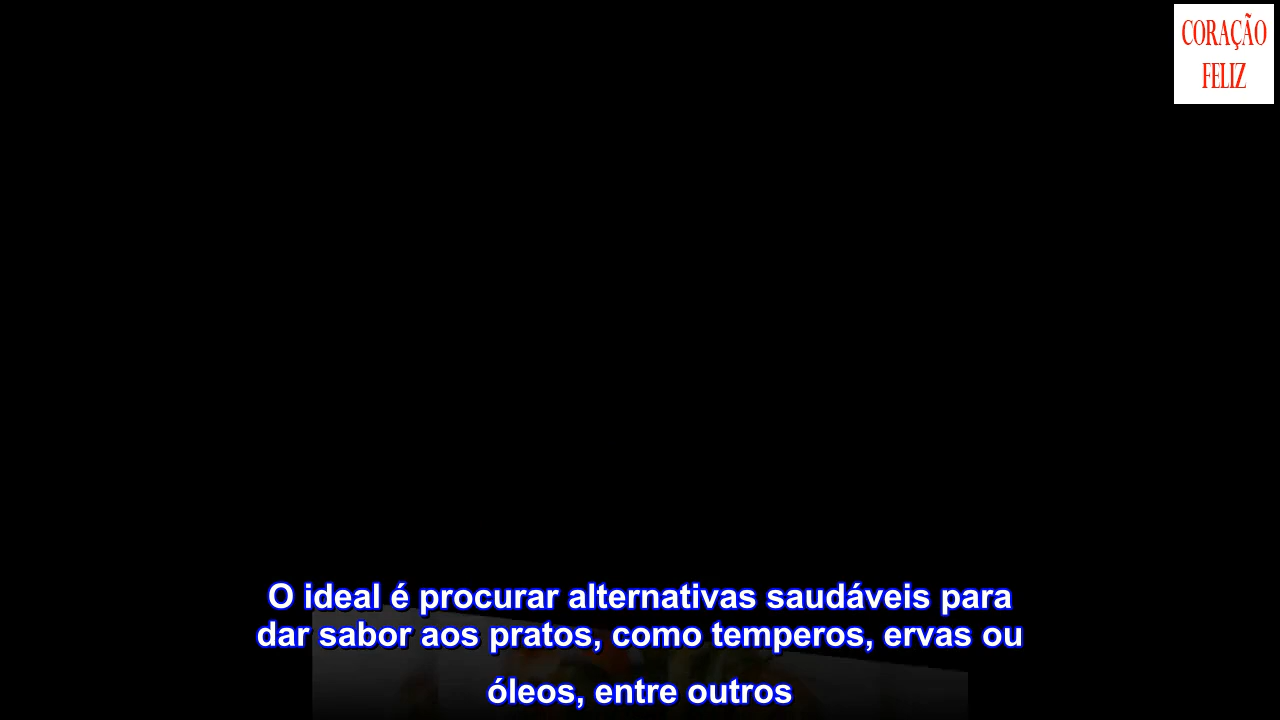 CORAÇÃO
FELIZ
O ideal é procurar alternativas saudáveis para
dar sabor aos pratos, como temperos, ervas ou
óleos, entre outros